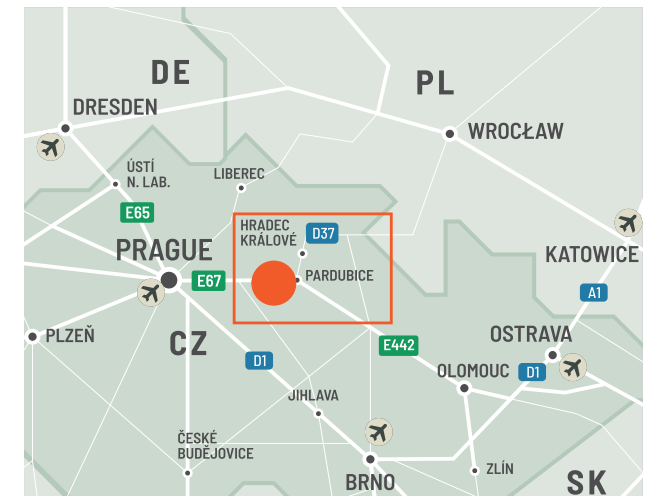 DE
PL
DRESDEN
WROCŁAW
ÚSTÍ
N. LAB.
LIBEREC
E65
HRADEC
KRÁLOVÉ
D37
PRAGUE
KATOWICE
E67
PARDUBICE
A1
PLZEŇ
CZ
E442
OSTRAVA
D1
OLOMOUC
D1
JIHLAVA
ČESKÉ
BUDĚJOVICE
ZLÍN
BRNO
SK